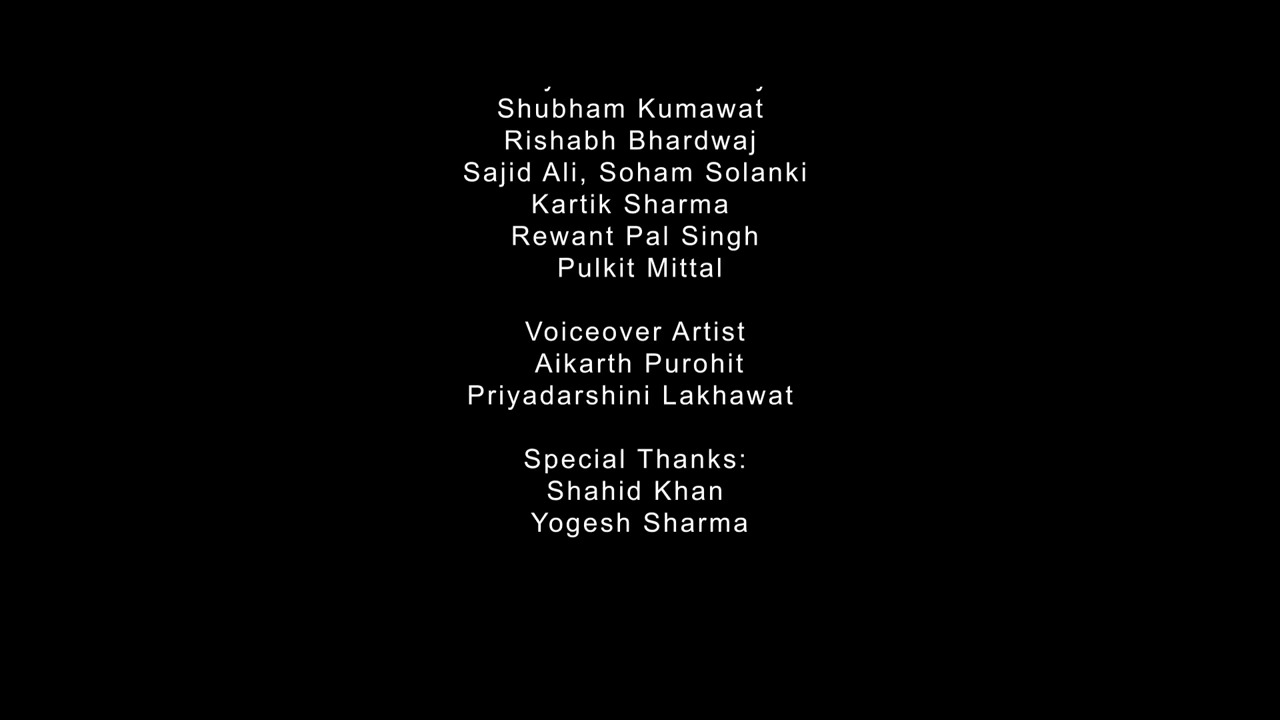 Shubham Kumawat
Rishabh Bhardwaj
Sajid Ali, Soham Solanki
Kartik Sharma
Rewant Pal Singh
Pulkit Mittal
Voiceover Artist
Aikarth Purohit
Priyadarshini Lakhawat
Special Thanks:
Shahid Khan
Yogesh Sharma